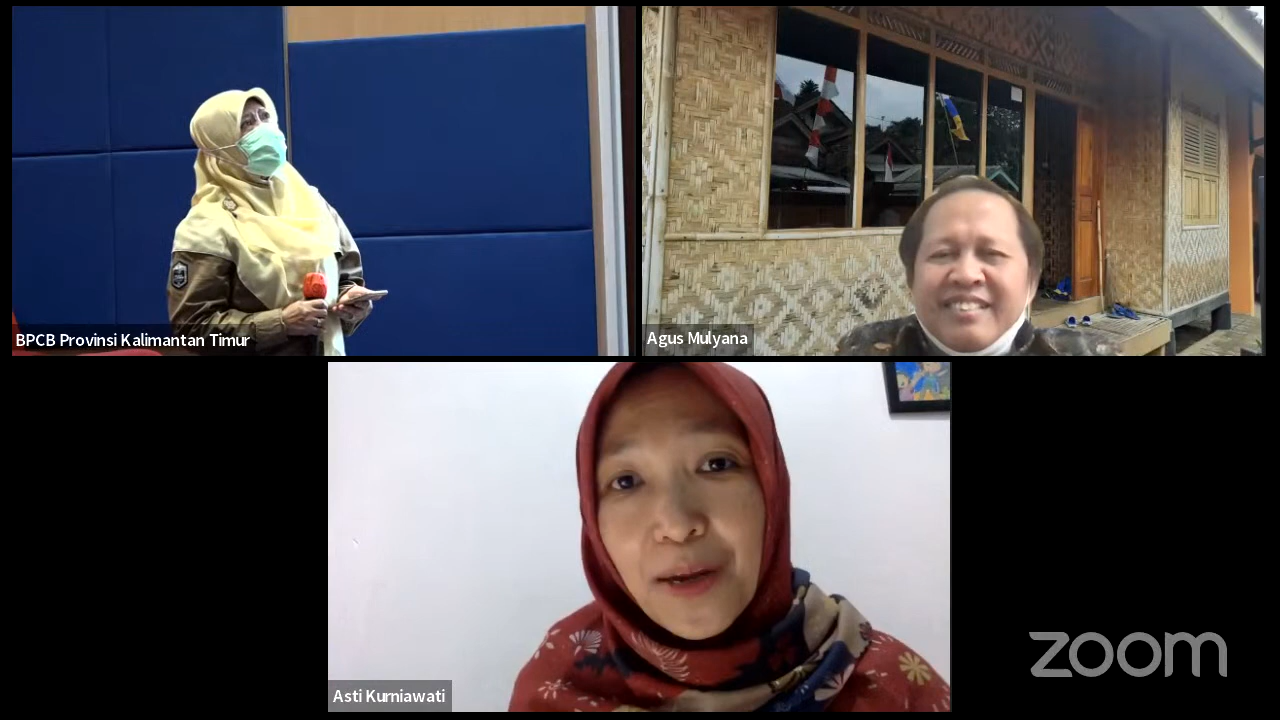 BPCB Provinsi Kalimantan Timur
Agus Mulyana
Asti Kurniawati
zoom